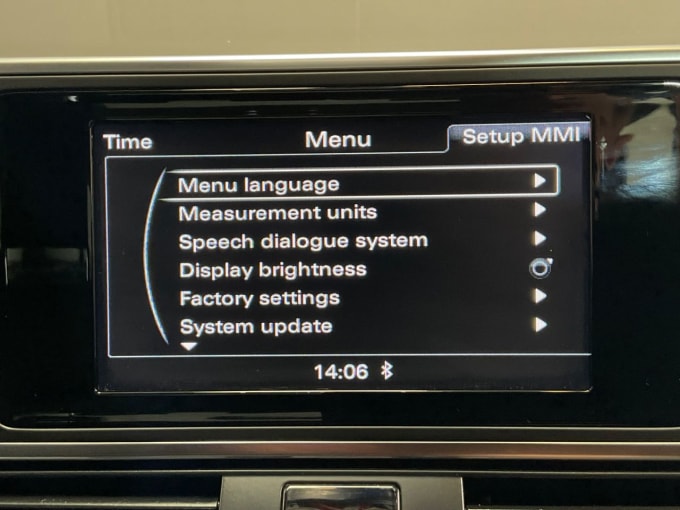 Time Menu Setup MMI
Menu language
Measurement units
Speech dialogue system
Display brightness
Factory settings
System update
14:06